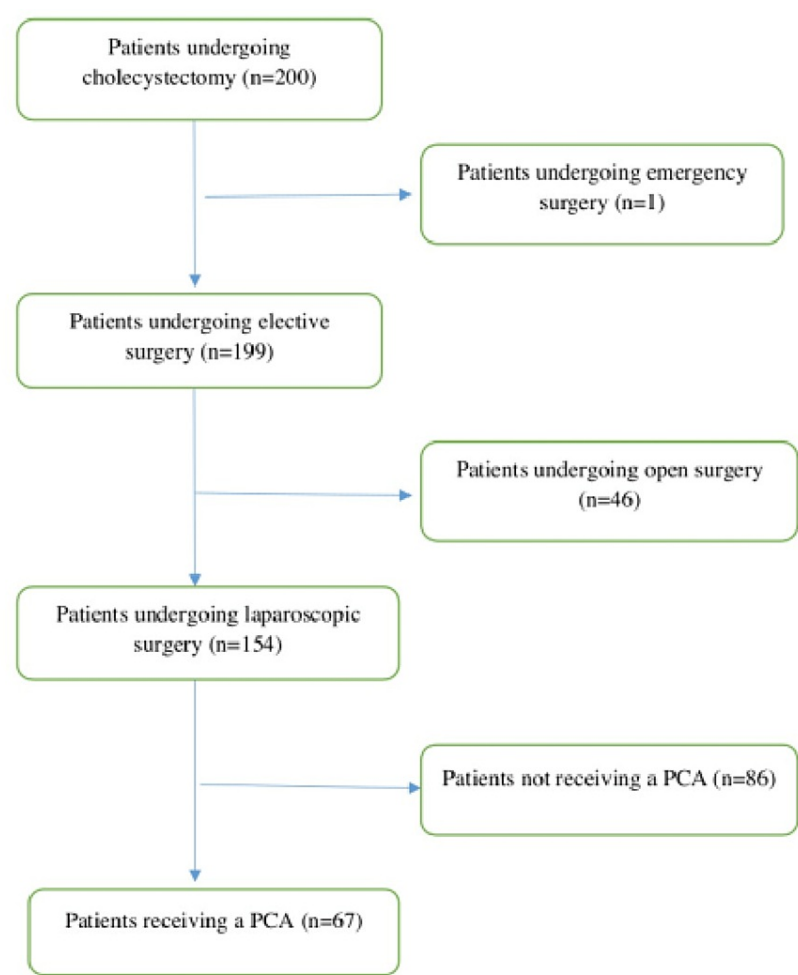 Patients undergoing
cholecystectomy (n=200)
Patients undergoing emergency
surgery (n=1)
Patients undergoing elective
surgery (n=199)
Patients undergoing open surgery
(n=46)
Patients undergoing laparoscopic
surgery (n=154)
Patients not receiving a PCA (n=86)
Patients receiving a PCA (n=67)